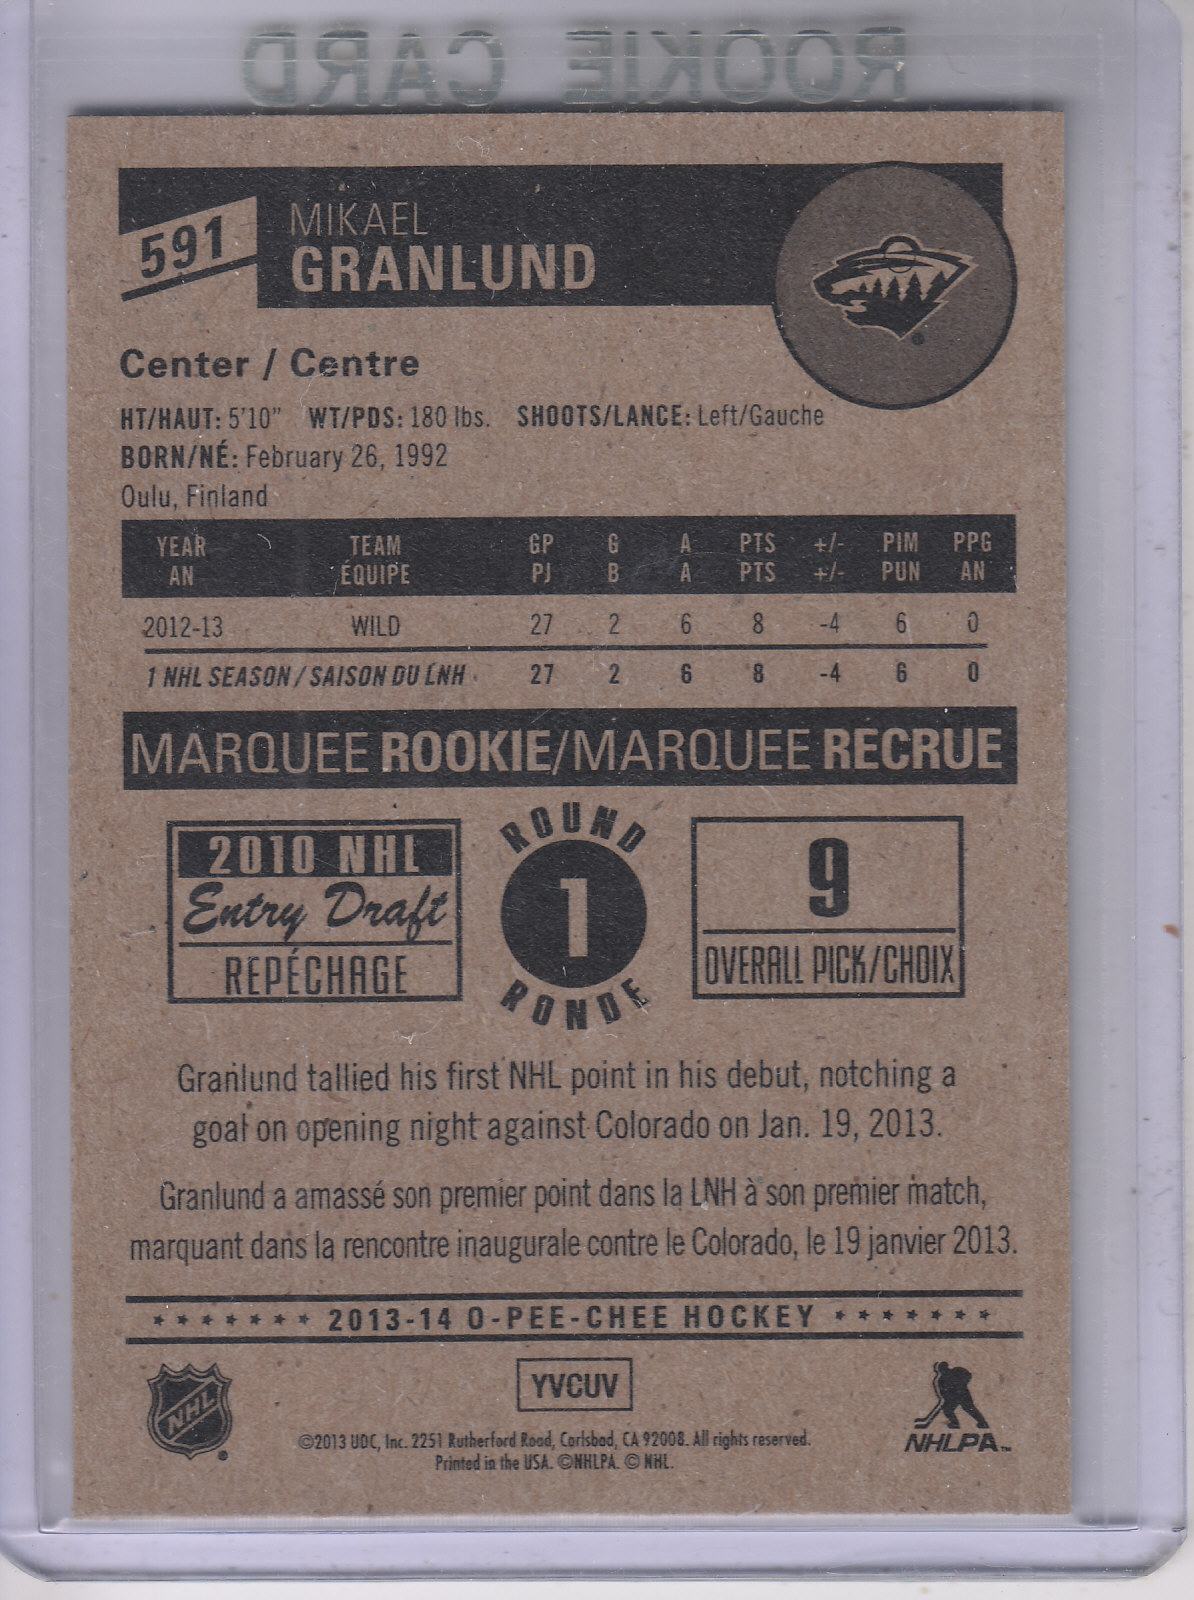 ROOKIE CARD
591
MIKAEL
GRANLUND
Center / Centre
HT/HAUT: 5'10" WT/PDS: 180 lbs. SHOOTS/LANCE: Left/Gauche
BORN/NÉ: February 26, 1992
Oulu, Finland
YEAR TEAM GP G A PTS +/- PIM PPG
AN ÉQUIPE PJ B A PTS +/- PUN AN
2012-13 WILD 27 2 6 8 -4 6 0
1 NHL SEASON / SAISON DU LNH 27 2 6 8 -4 6 0
MARQUEE ROOKIE/MARQUEE RECRUE
2010 NHL
Entry Draft
REPÉCHAGE
ROUND
1
RONDE
9
OVERALL PICK/CHOIX
Granlund tallied his first NHL point in his debut, notching a
goal on opening night against Colorado on Jan. 19, 2013.
Granlund a amassé son premier point dans la LNH à son premier match,
marquant dans la rencontre inaugurale contre le Colorado, le 19 janvier 2013.
2013-14 O-PEE-CHEE HOCKEY
NHL
YVCUV
NHLPA™
©2013 UDC, Inc. 2251 Rutherford Road, Carlsbad, CA 92008. All rights reserved.
Printed in the USA. ©NHLPA. © NHL.